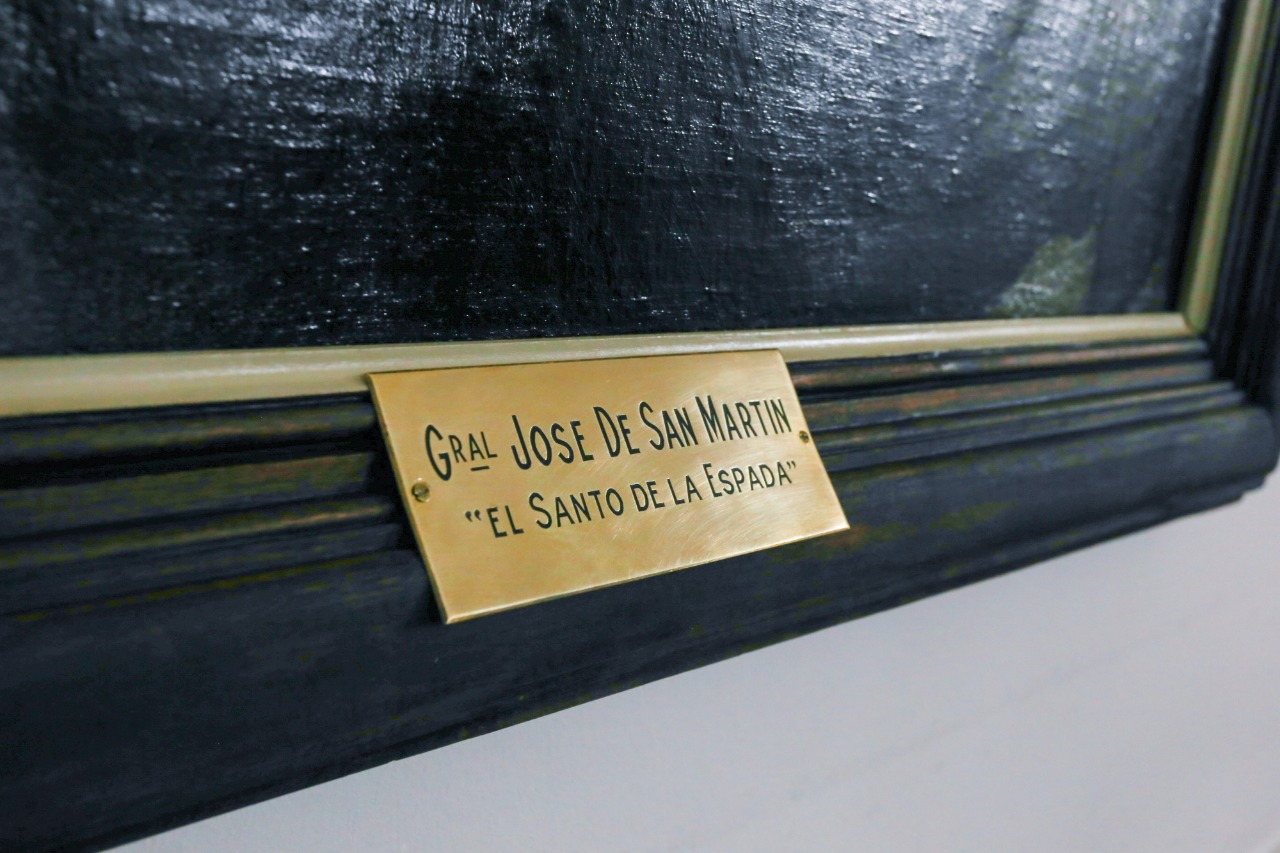 GRAL JOSE DE SAN MARTIN
“EL SANTO DE LA ESPADA”